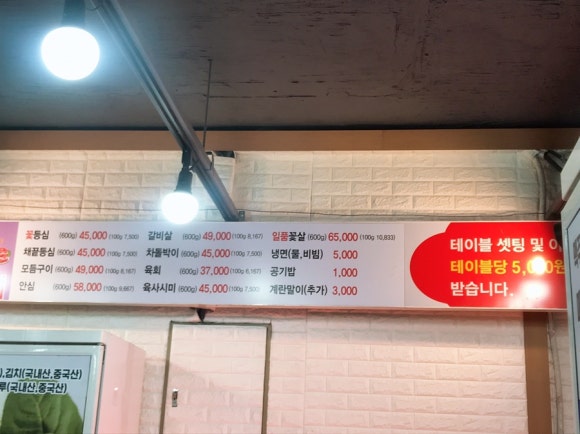 꽃등심 (600g) 45,000 (100g 7,500)
채끝등심 (600g) 45,000 (100g 7,500)
모듬구이 (600g) 49,000 (100g 8,167)
안심 (600g) 58,000 (100g 9,667)
갈비살 (600g) 49,000 (100g 8,167)
차돌박이 (600g) 45,000 (100g 7,500)
육회 (600g) 37,000 (100g 6,167)
육사시미 (600g) 45,000 (100g 7,500)
일품꽃살 (600g) 65,000 (100g 10,833)
냉면(물,비빔) 5,000
공기밥 1,000
계란말이(추가) 3,000
테이블 셋팅 및
테이블당 5,000원
받습니다.
),김치(국내산,중국산)
루(국내산,중국산)